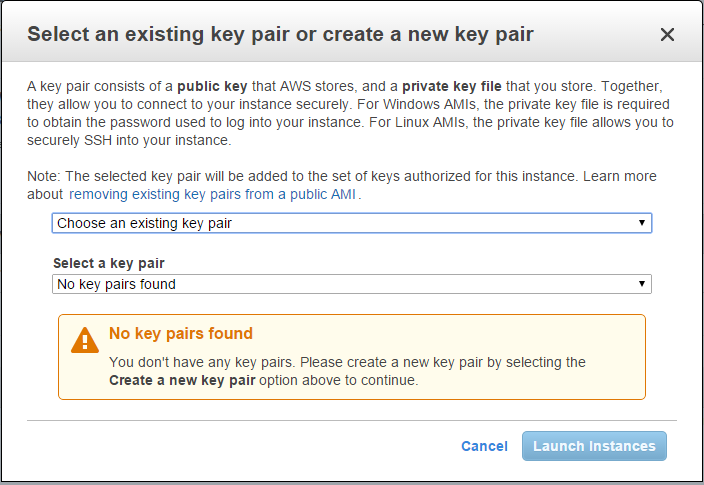 Select an existing key pair or create a new key pair
A key pair consists of a public key that AWS stores, and a private key file that you store. Together,
they allow you to connect to your instance securely. For Windows AMIs, the private key file is required
to obtain the password used to log into your instance. For Linux AMIs, the private key file allows you to
securely SSH into your instance.
Note: The selected key pair will be added to the set of keys authorized for this instance. Learn more
about removing existing key pairs from a public AMI.
Choose an existing key pair
Select a key pair
No key pairs found
No key pairs found
You don't have any key pairs. Please create a new key pair by selecting the
Create a new key pair option above to continue.
Cancel Launch Instances